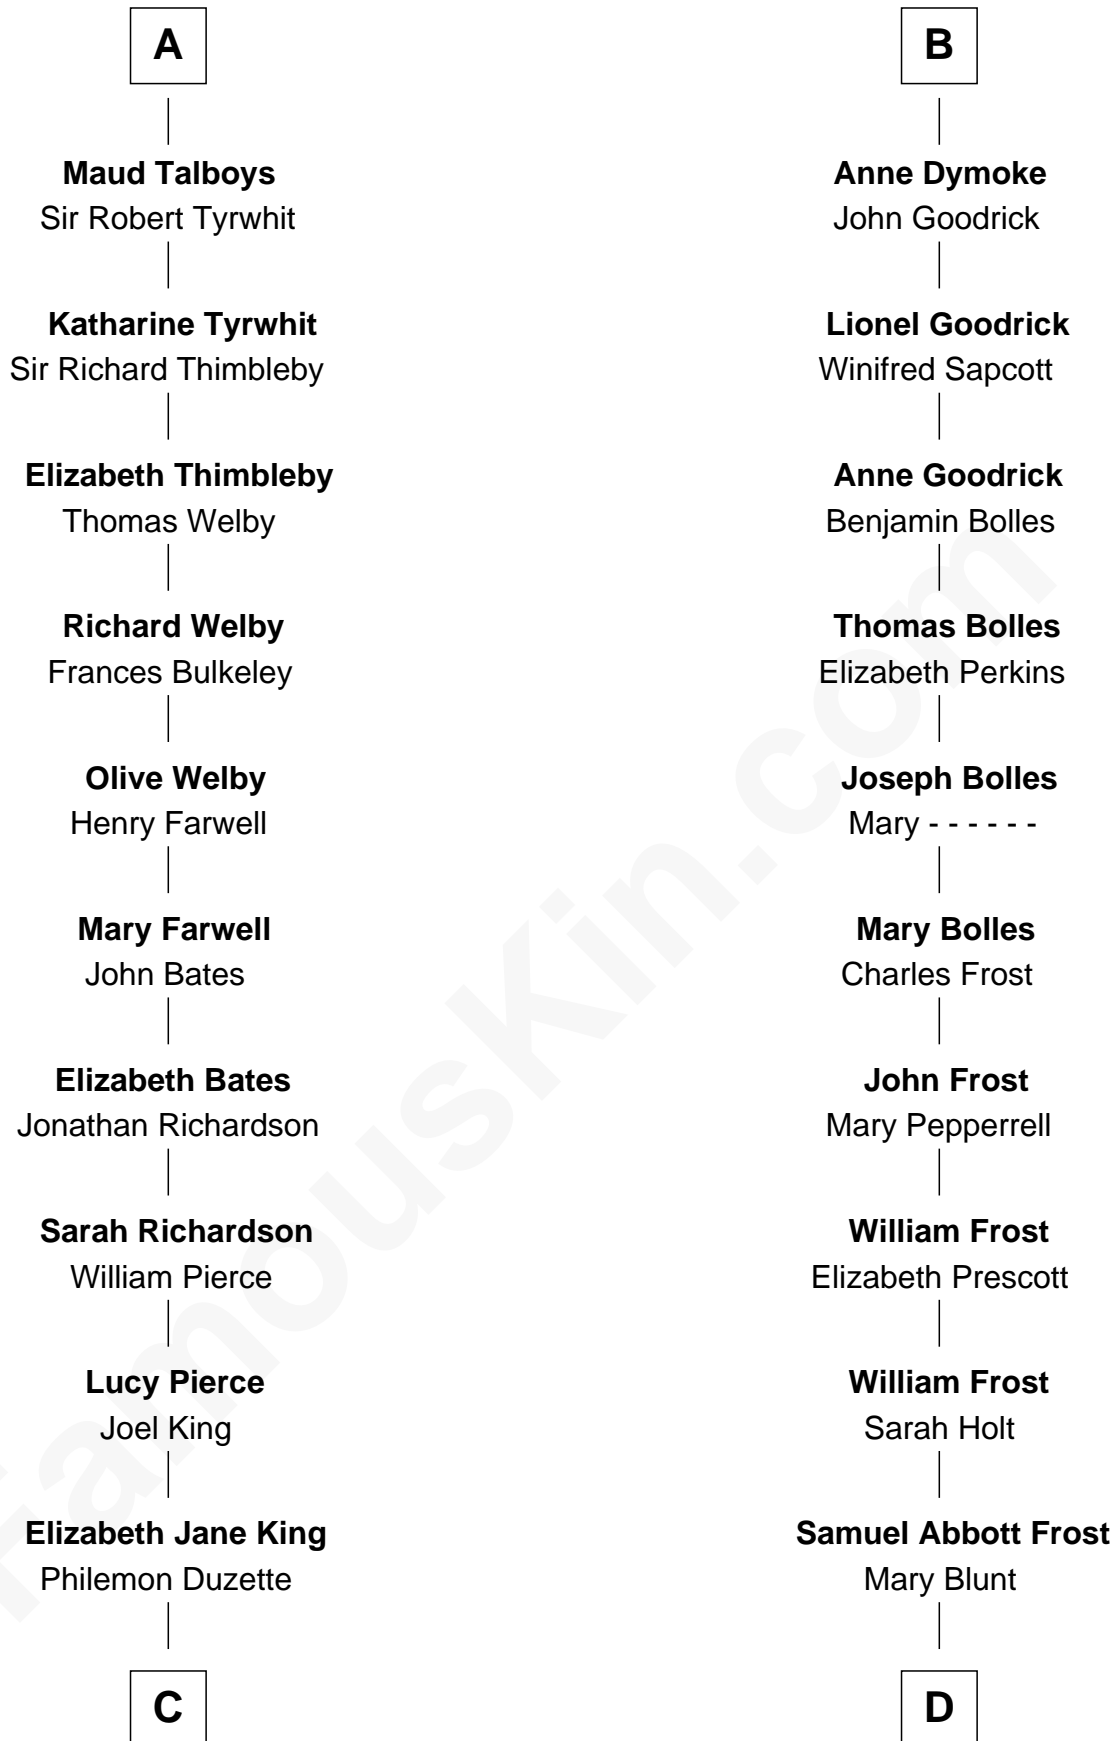 A
Maud Talboys
Sir Robert Tyrwhit
Katharine Tyrwhit
Sir Richard Thimbleby
Elizabeth Thimbleby
Thomas Welby
Richard Welby
Frances Bulkeley
Olive Welby
Henry Farwell
Mary Farwell
John Bates
Elizabeth Bates
Jonathan Richardson
Sarah Richardson
William Pierce
Lucy Pierce
Joel King
Elizabeth Jane King
Philemon Duzette
C
B
Anne Dymoke
John Goodrick
Lionel Goodrick
Winifred Sapcott
Anne Goodrick
Benjamin Bolles
Thomas Bolles
Elizabeth Perkins
Joseph Bolles
Mary - - - - - -
Mary Bolles
Charles Frost
John Frost
Mary Pepperrell
William Frost
Elizabeth Prescott
William Frost
Sarah Holt
Samuel Abbott Frost
Mary Blunt
D
FamousKin.com